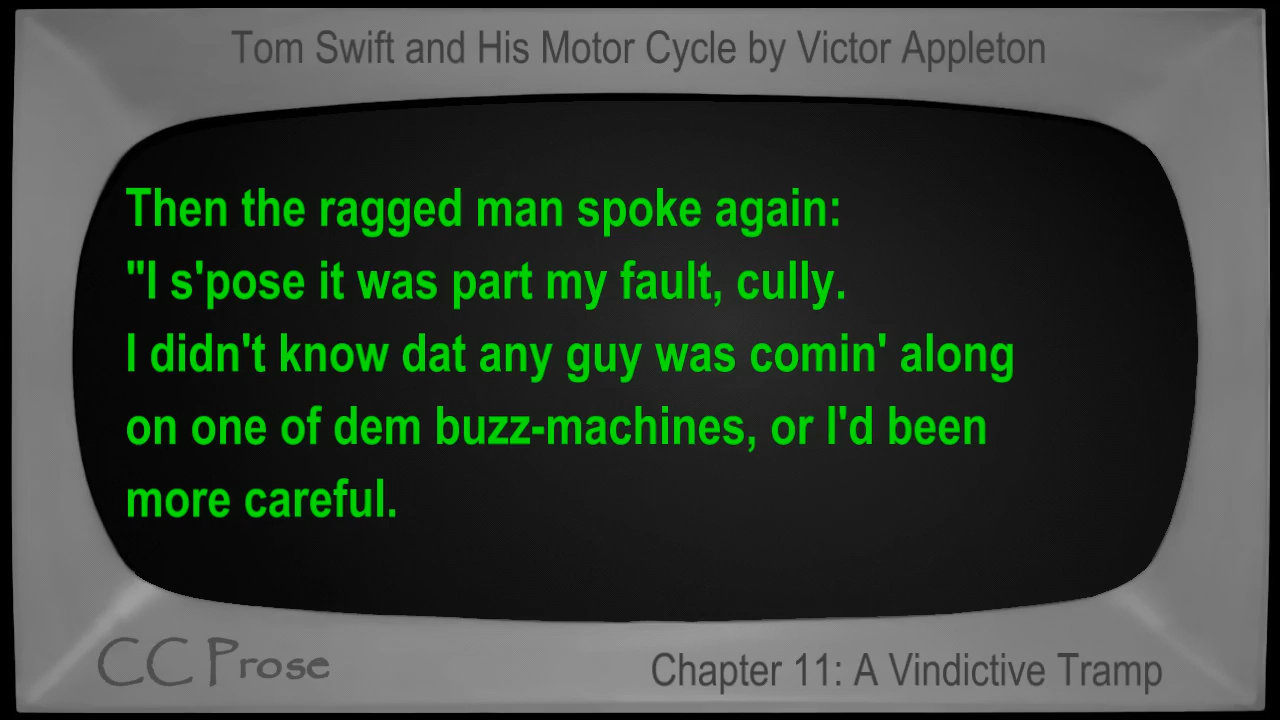 Tom Swift and His Motor Cycle by Victor Appleton
Then the ragged man spoke again:
"I s'pose it was part my fault, cully.
I didn't know dat any guy was comin' along
on one of dem buzz-machines, or I'd been
more careful.
CC Prose
Chapter 11: A Vindictive Tramp